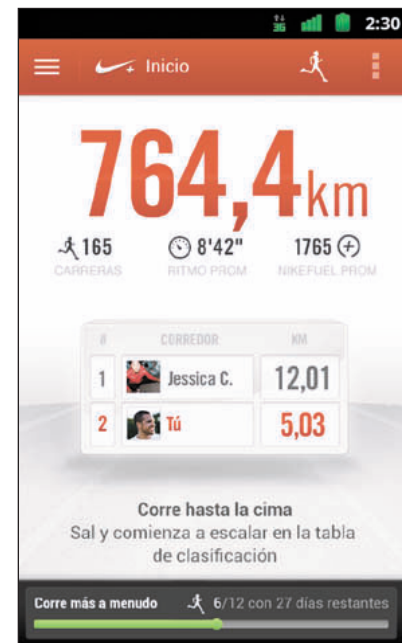 3G 2:30
Inicio
764,4km
165 8'42" 1765
CARRERAS RITMO PROM NIKEFUEL PROM
# CORREDOR KM
1 Jessica C. 12,01
2 Tú 5,03
Corre hasta la cima
Sal y comienza a escalar en la tabla
de clasificación
Corre más a menudo 6/12 con 27 días restantes